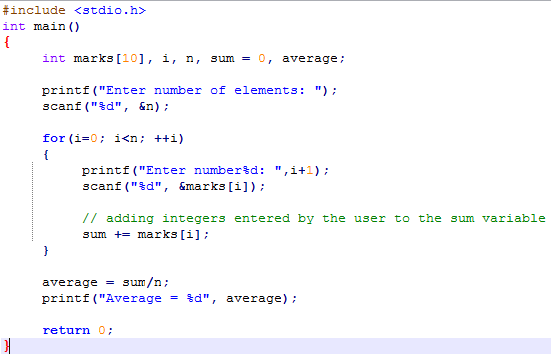 #include <stdio.h>
int main()
{
int marks[10], i, n, sum = 0, average;
printf("Enter number of elements: ");
scanf("%d", &n);
for(i=0; i<n; ++i)
{
printf("Enter number%d: ",i+1);
scanf("%d", &marks[i]);
// adding integers entered by the user to the sum variable
sum += marks[i];
}
average = sum/n;
printf("Average = %d", average);
return 0;
}